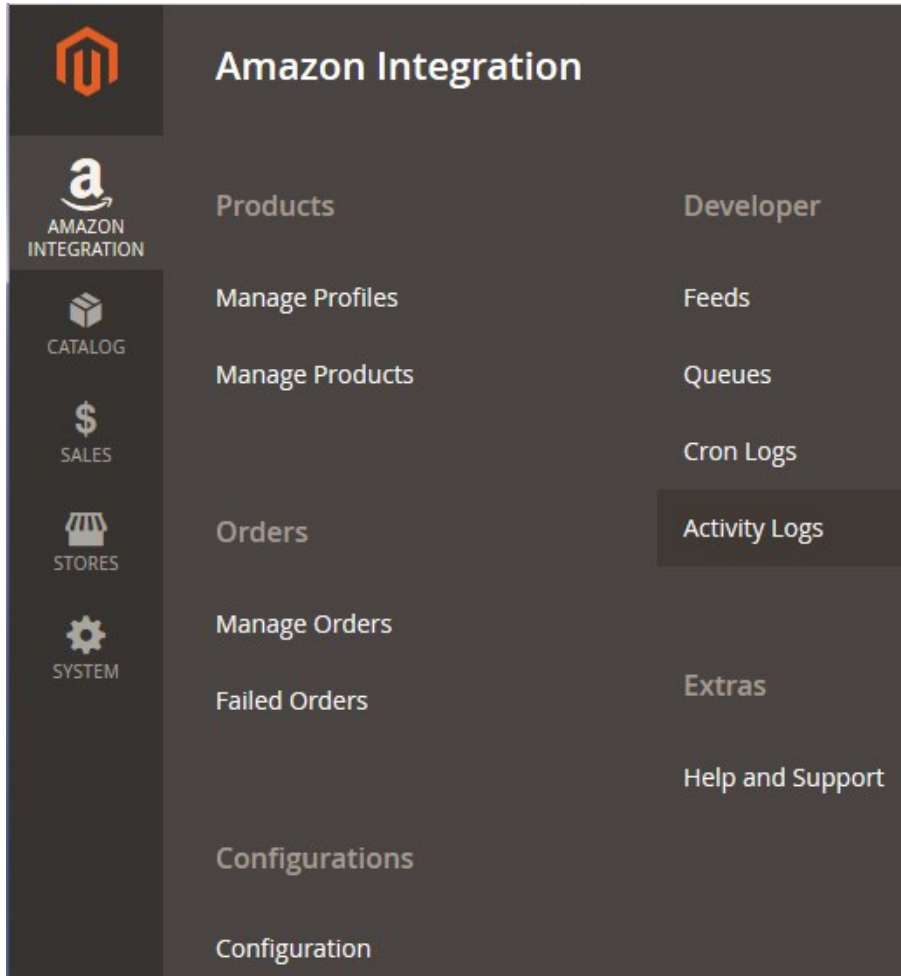 Amazon Integration
AMAZON
INTEGRATION
CATALOG
SALES
STORES
SYSTEM
Products
Manage Profiles
Manage Products
Orders
Manage Orders
Failed Orders
Configurations
Configuration
Developer
Feeds
Queues
Cron Logs
Activity Logs
Extras
Help and Support